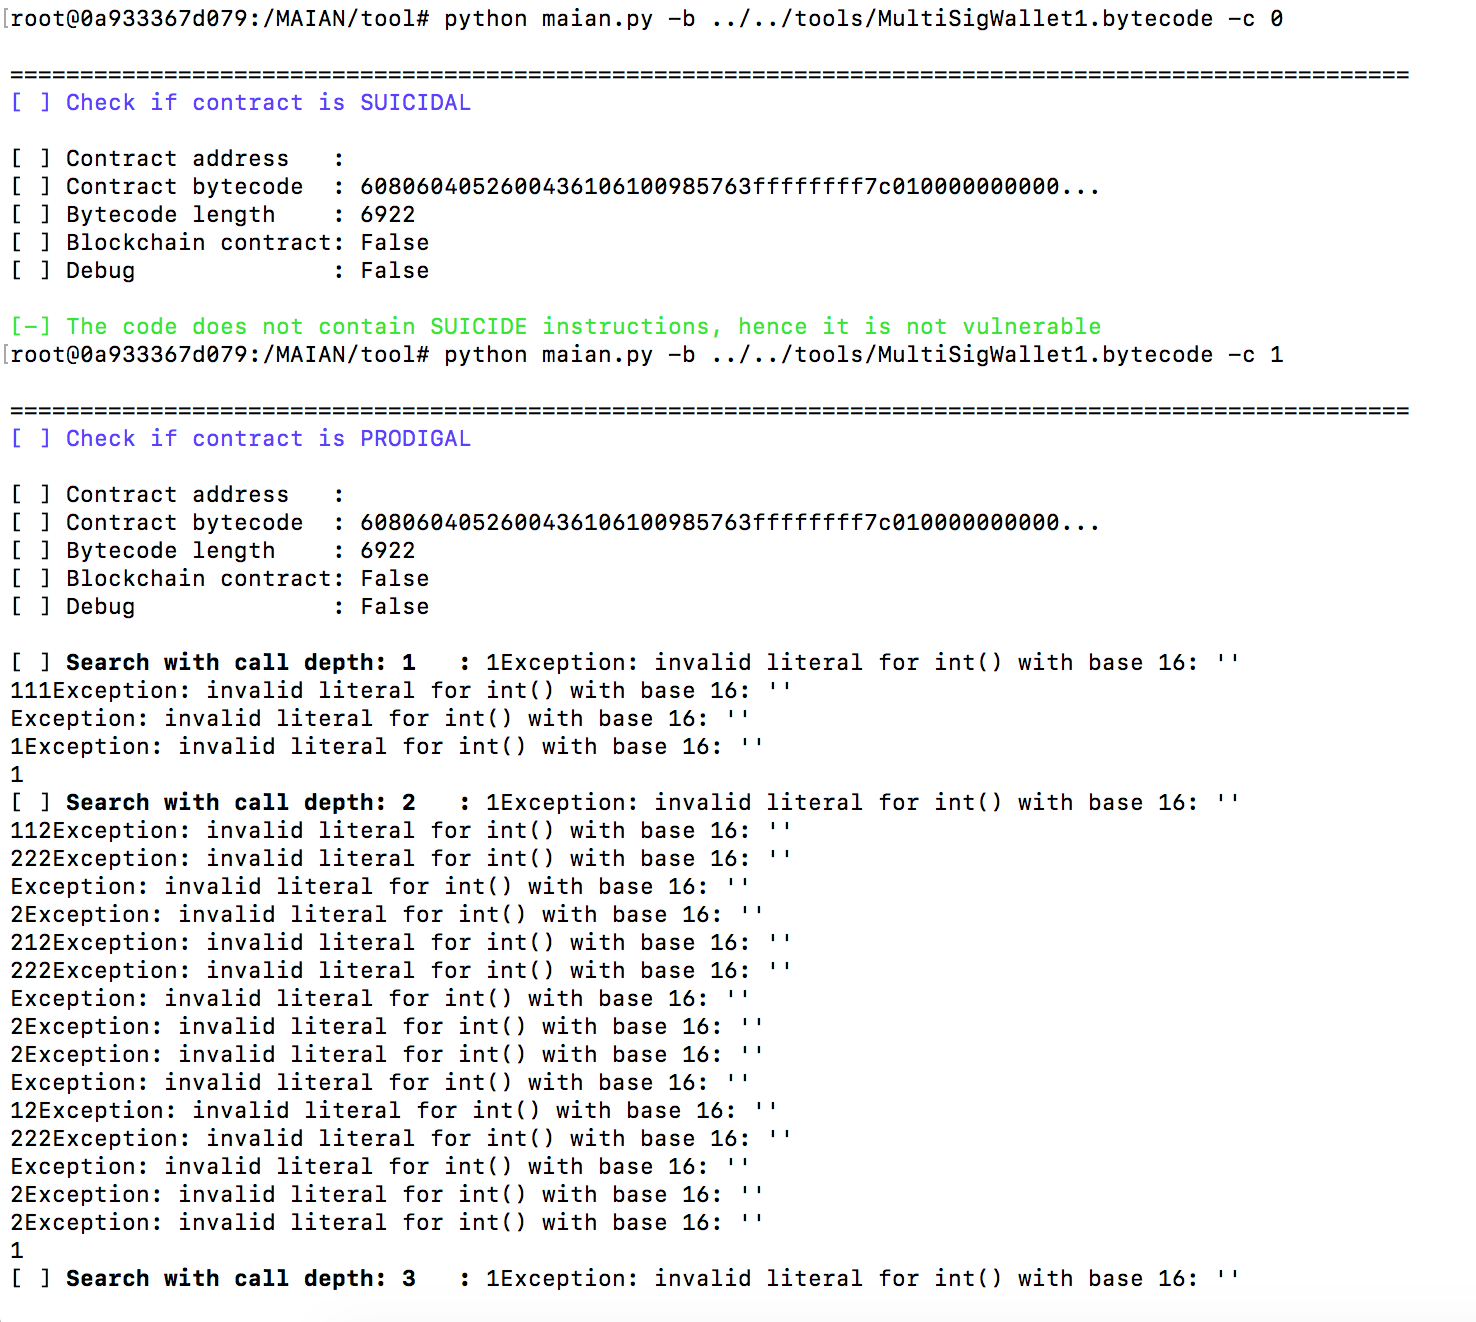 [root@0a933367d079:/MAIAN/tool# python maian.py -b ../../tools/MultiSigWallet1.bytecode -c 0
====================================================================================================
[ ] Check if contract is SUICIDAL
[ ] Contract address   :
[ ] Contract bytecode  : 60806040526004361061009857​63ffffffff7c010000000000...
[ ] Bytecode length    : 6922
[ ] Blockchain contract: False
[ ] Debug              : False
[-] The code does not contain SUICIDE instructions, hence it is not vulnerable
[root@0a933367d079:/MAIAN/tool# python maian.py -b ../../tools/MultiSigWallet1.bytecode -c 1
====================================================================================================
[ ] Check if contract is PRODIGAL
[ ] Contract address   :
[ ] Contract bytecode  : 6080604052600436106100985763ffffffff7c010000000000...
[ ] Bytecode length    : 6922
[ ] Blockchain contract: False
[ ] Debug              : False
[ ] Search with call depth: 1   : 1Exception: invalid literal for int() with base 16: ''
111Exception: invalid literal for int() with base 16: ''
Exception: invalid literal for int() with base 16: ''
1Exception: invalid literal for int() with base 16: ''
1
[ ] Search with call depth: 2   : 1Exception: invalid literal for int() with base 16: ''
112Exception: invalid literal for int() with base 16: ''
222Exception: invalid literal for int() with base 16: ''
Exception: invalid literal for int() with base 16: ''
2Exception: invalid literal for int() with base 16: ''
212Exception: invalid literal for int() with base 16: ''
222Exception: invalid literal for int() with base 16: ''
Exception: invalid literal for int() with base 16: ''
2Exception: invalid literal for int() with base 16: ''
2Exception: invalid literal for int() with base 16: ''
Exception: invalid literal for int() with base 16: ''
12Exception: invalid literal for int() with base 16: ''
222Exception: invalid literal for int() with base 16: ''
Exception: invalid literal for int() with base 16: ''
2Exception: invalid literal for int() with base 16: ''
2Exception: invalid literal for int() with base 16: ''
1
[ ] Search with call depth: 3   : 1Exception: invalid literal for int() with base 16: ''